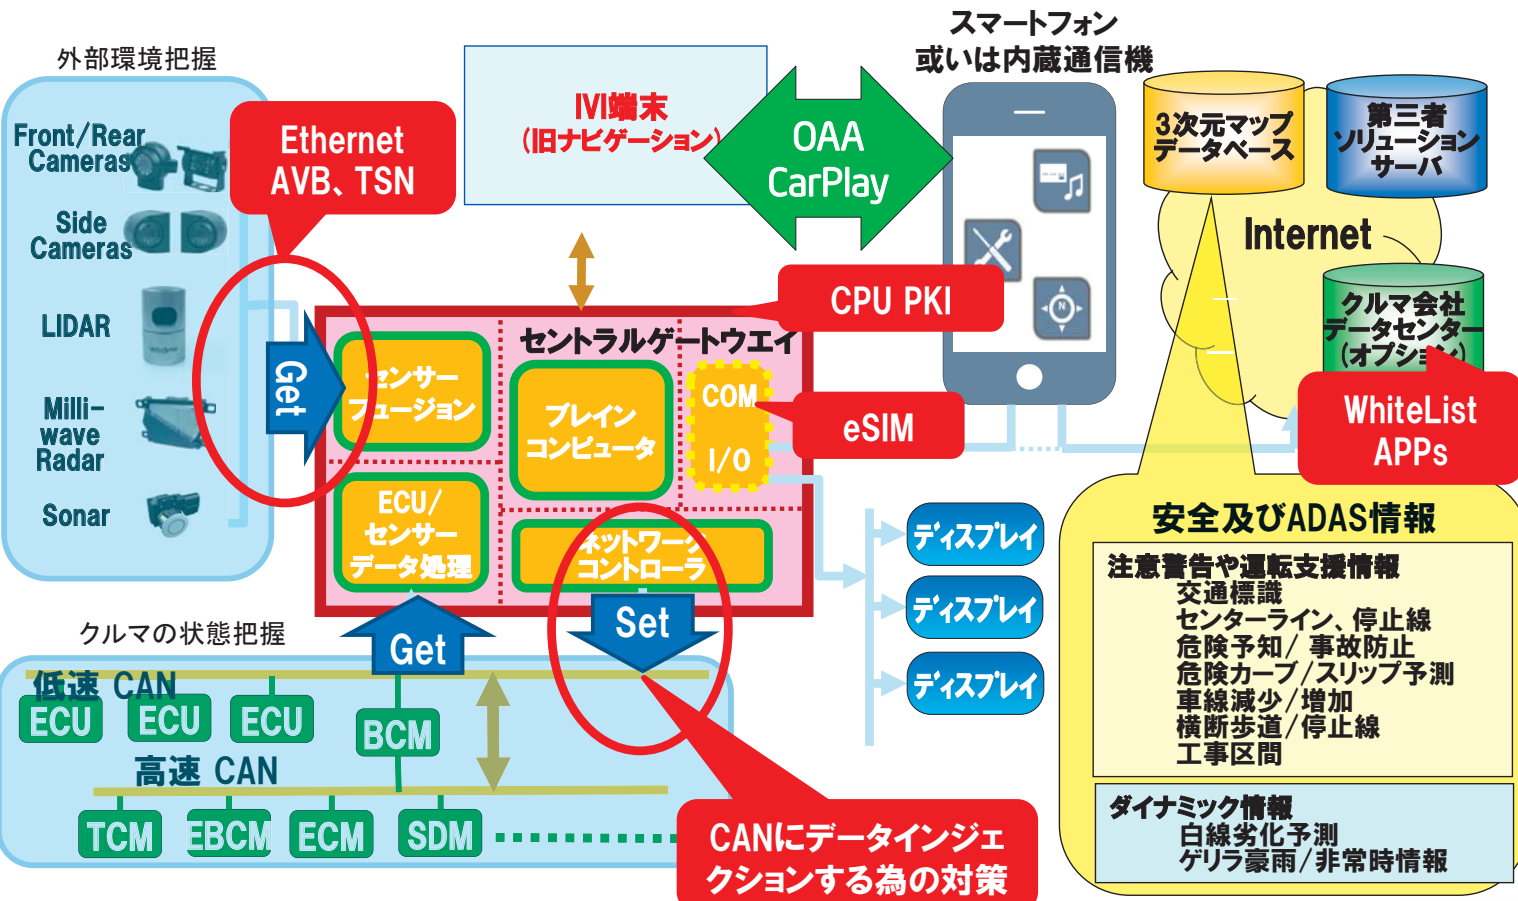 外部環境把握
Front/Rear
Cameras
Side
Cameras
LIDAR
Milli-
wave
Radar
Sonar
Ethernet
AVB、TSN
Get
IVI端末
(旧ナビゲーション)
OAA
CarPlay
スマートフォン
或いは内蔵通信機
3次元マップ
データベース
第三者
ソリューション
サーバ
Internet
クルマ会社
データセンター
(オプション)
WhiteList
APPs
CPU PKI
セントラルゲートウエイ
センサー
フュージョン
ブレイン
コンピュータ
COM
I/O
eSIM
ECU/
センサー
データ処理
ネットワーク
コントローラ
Set
Get
ディスプレイ
ディスプレイ
ディスプレイ
クルマの状態把握
低速 CAN
ECU
ECU
ECU
BCM
高速 CAN
TCM
EBCM
ECM
SDM
CANにデータインジェ
クションする為の対策
安全及びADAS情報
注意警告や運転支援情報
交通標識
センターライン、停止線
危険予知/ 事故防止
危険カーブ/スリップ予測
車線減少/増加
横断歩道/停止線
工事区間
ダイナミック情報
白線劣化予測
ゲリラ豪雨/非常時情報
N